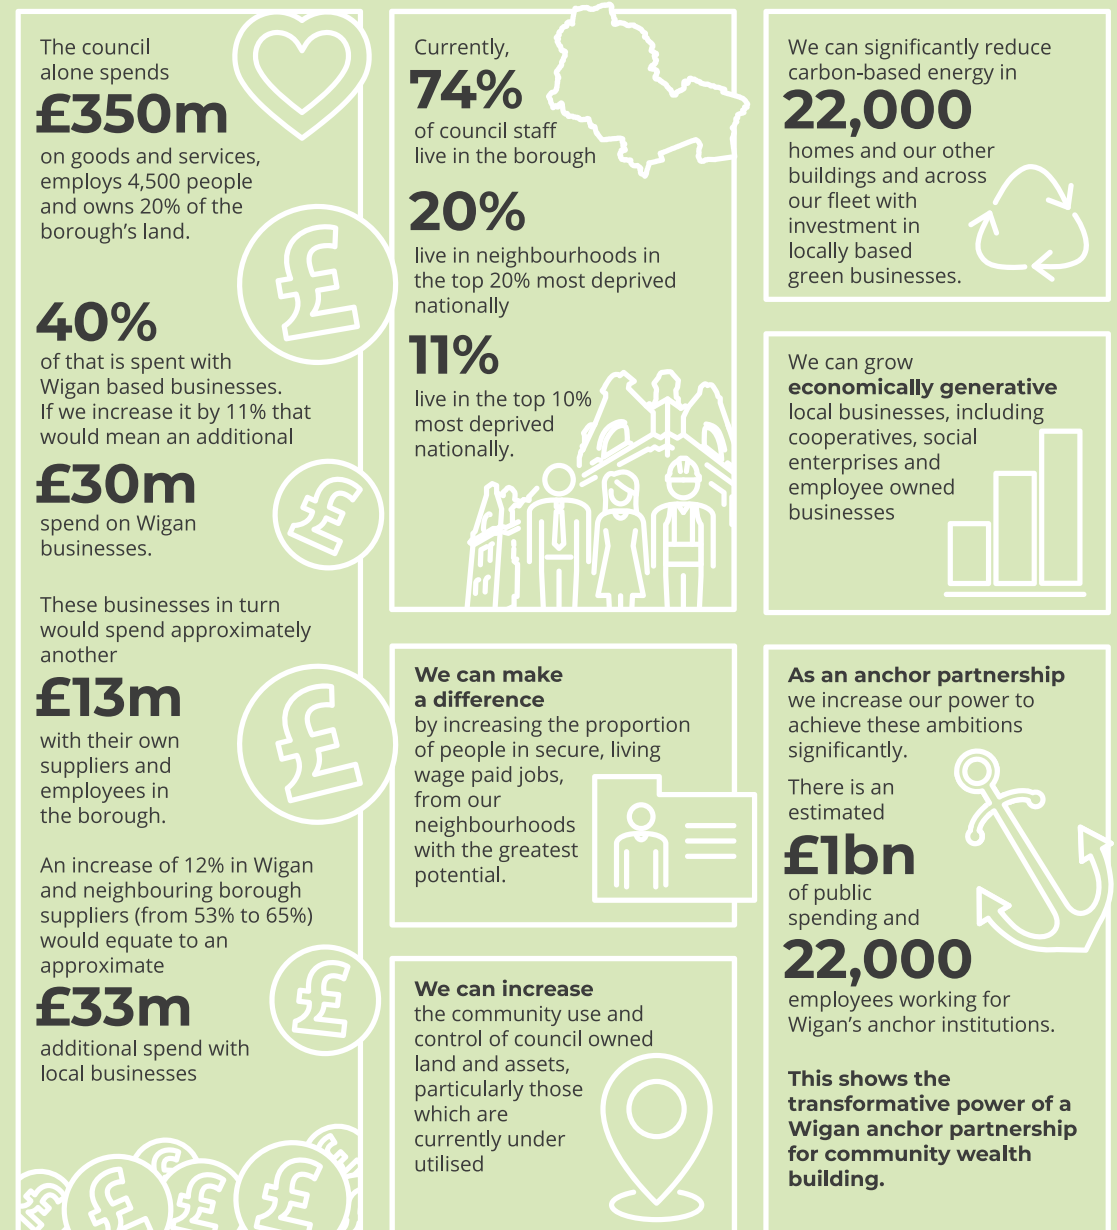 The council
alone spends
£350m
on goods and services,
employs 4,500 people
and owns 20% of the
borough's land.
40%
of that is spent with
Wigan based businesses.
If we increase it by 11% that
would mean an additional
£30m
spend on Wigan
businesses.
These businesses in turn
would spend approximately
another
£13m
with their own
suppliers and
employees in
the borough.
An increase of 12% in Wigan
and neighbouring borough
suppliers (from 53% to 65%)
would equate to an
approximate
£33m
additional spend with
local businesses
Currently,
74%
of council staff
live in the borough
20%
live in neighbourhoods in
the top 20% most deprived
nationally
11%
live in the top 10%
most deprived
nationally.
We can make
a difference
by increasing the proportion
of people in secure, living
wage paid jobs,
from our
neighbourhoods
with the greatest
potential.
We can increase
the community use and
control of council owned
land and assets,
particularly those
which are
currently under
utilised
We can significantly reduce
carbon-based energy in
22,000
homes and our other
buildings and across
our fleet with
investment in
locally based
green businesses.
We can grow
economically generative
local businesses, including
cooperatives, social
enterprises and
employee owned
businesses
As an anchor partnership
we increase our power to
achieve these ambitions
significantly.
There is an
estimated
£1bn
of public
spending and
22,000
employees working for
Wigan's anchor institutions.
This shows the
transformative power of a
Wigan anchor partnership
for community wealth
building.